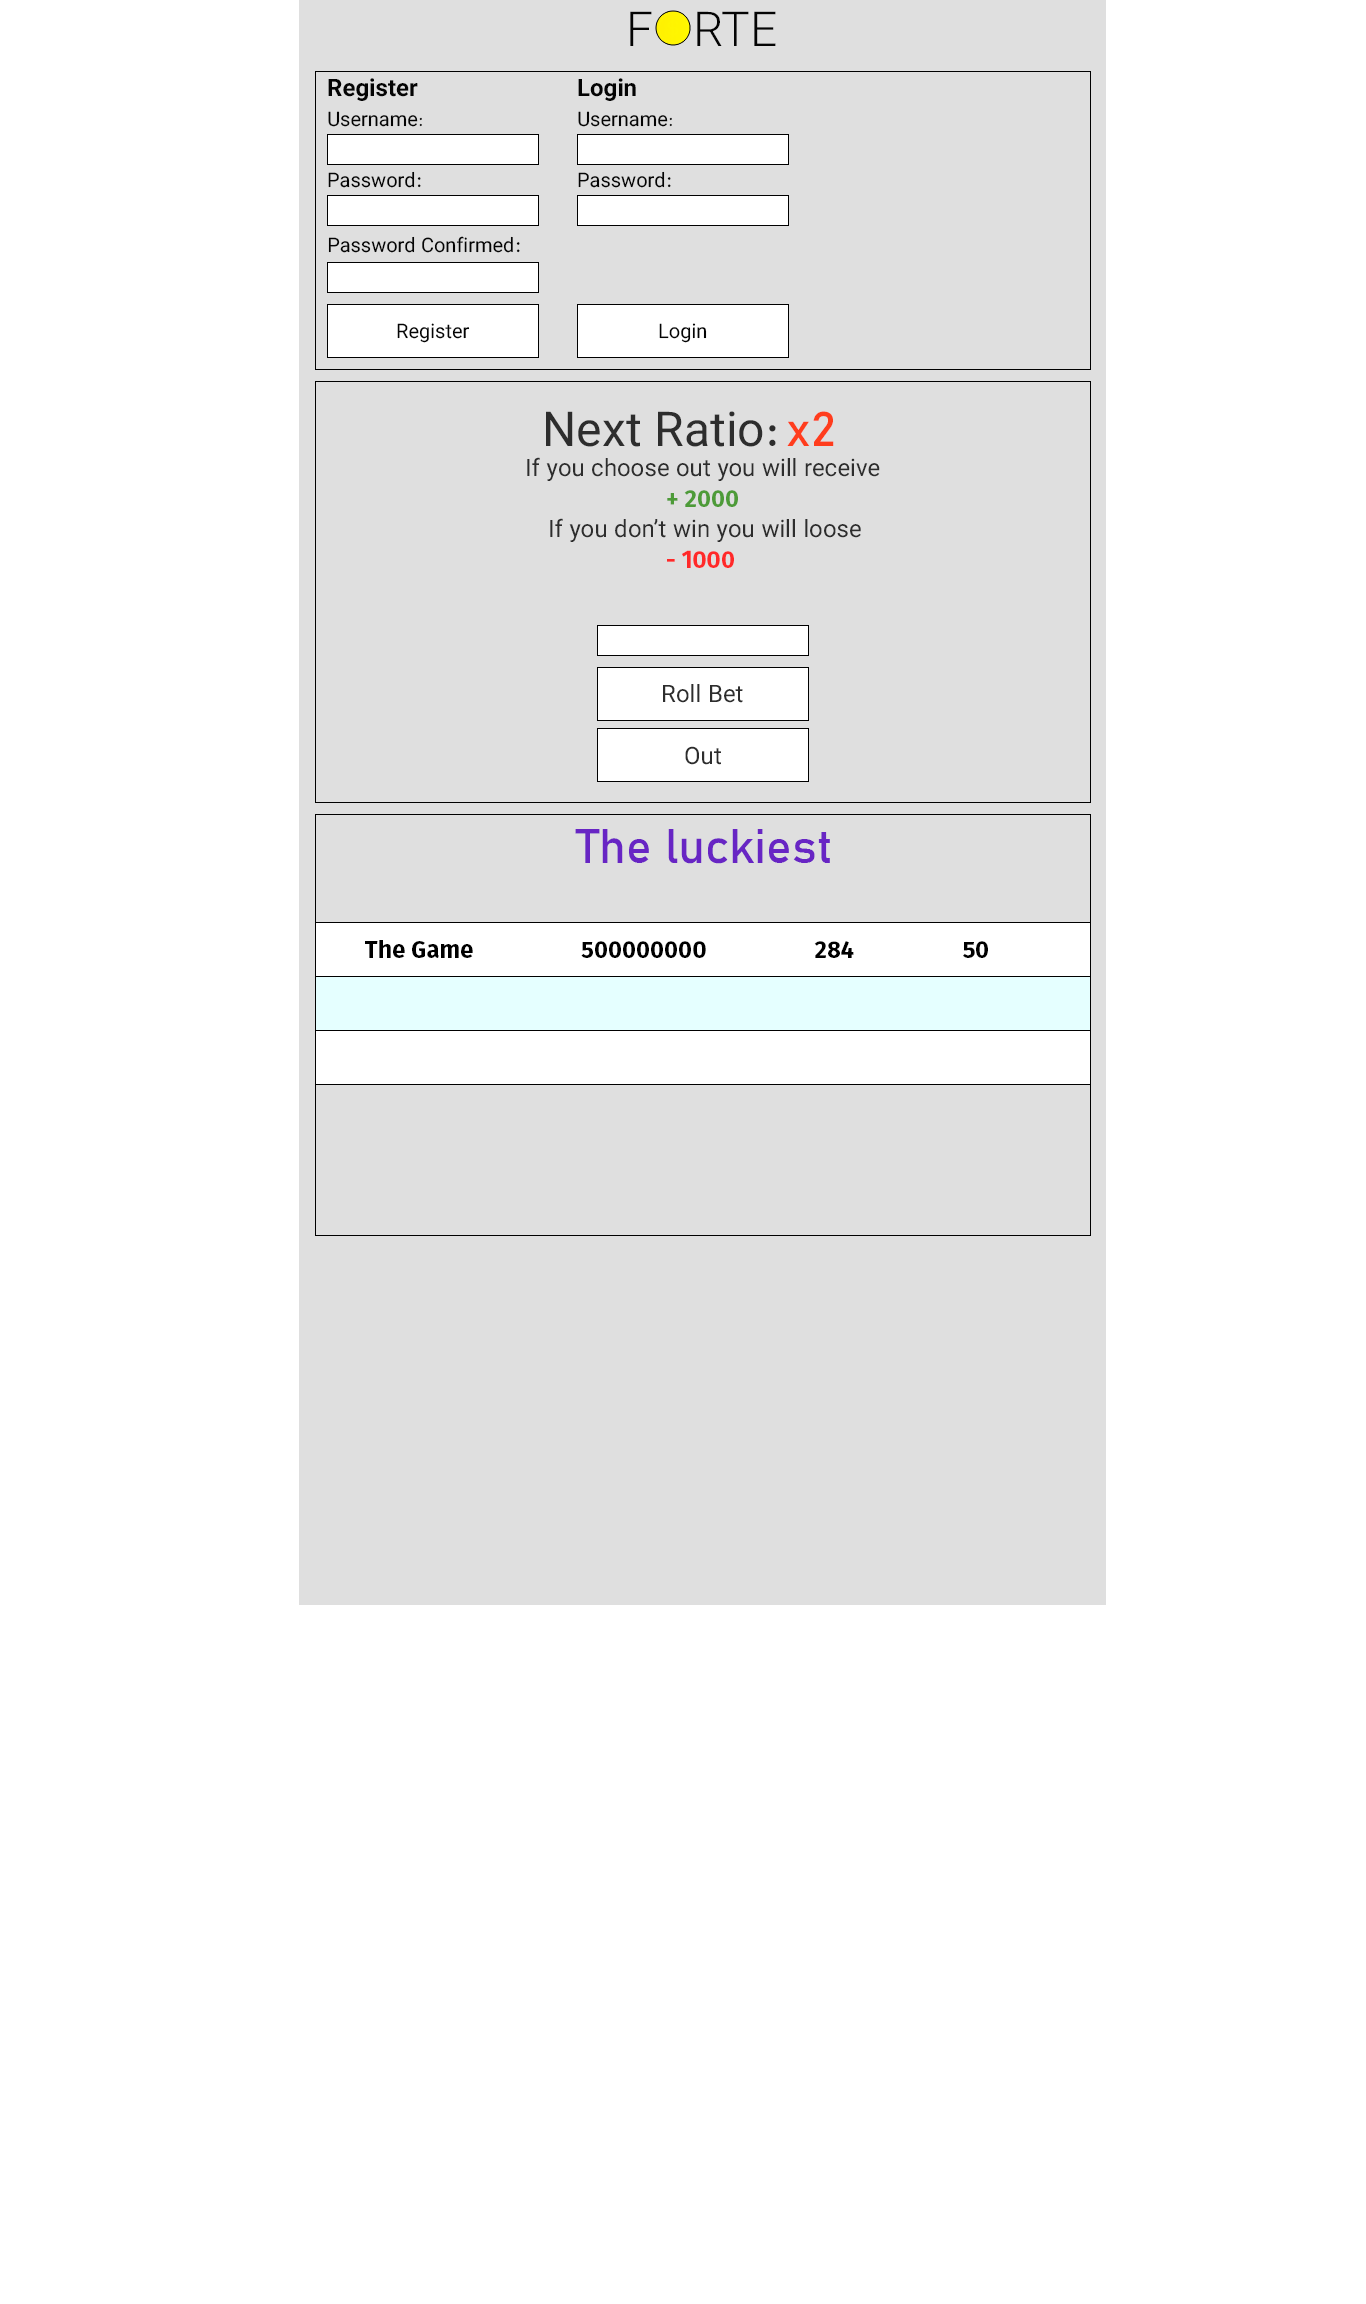 FORTE
Register
Username:
Password:
Password Confirmed:
Register
Login
Username:
Password:
Login
Next Ratio: x2
If you choose out you will receive
+ 2000
If you don't win you will loose
- 1000
Roll Bet
Out
The luckiest
The Game 500000000 284 50